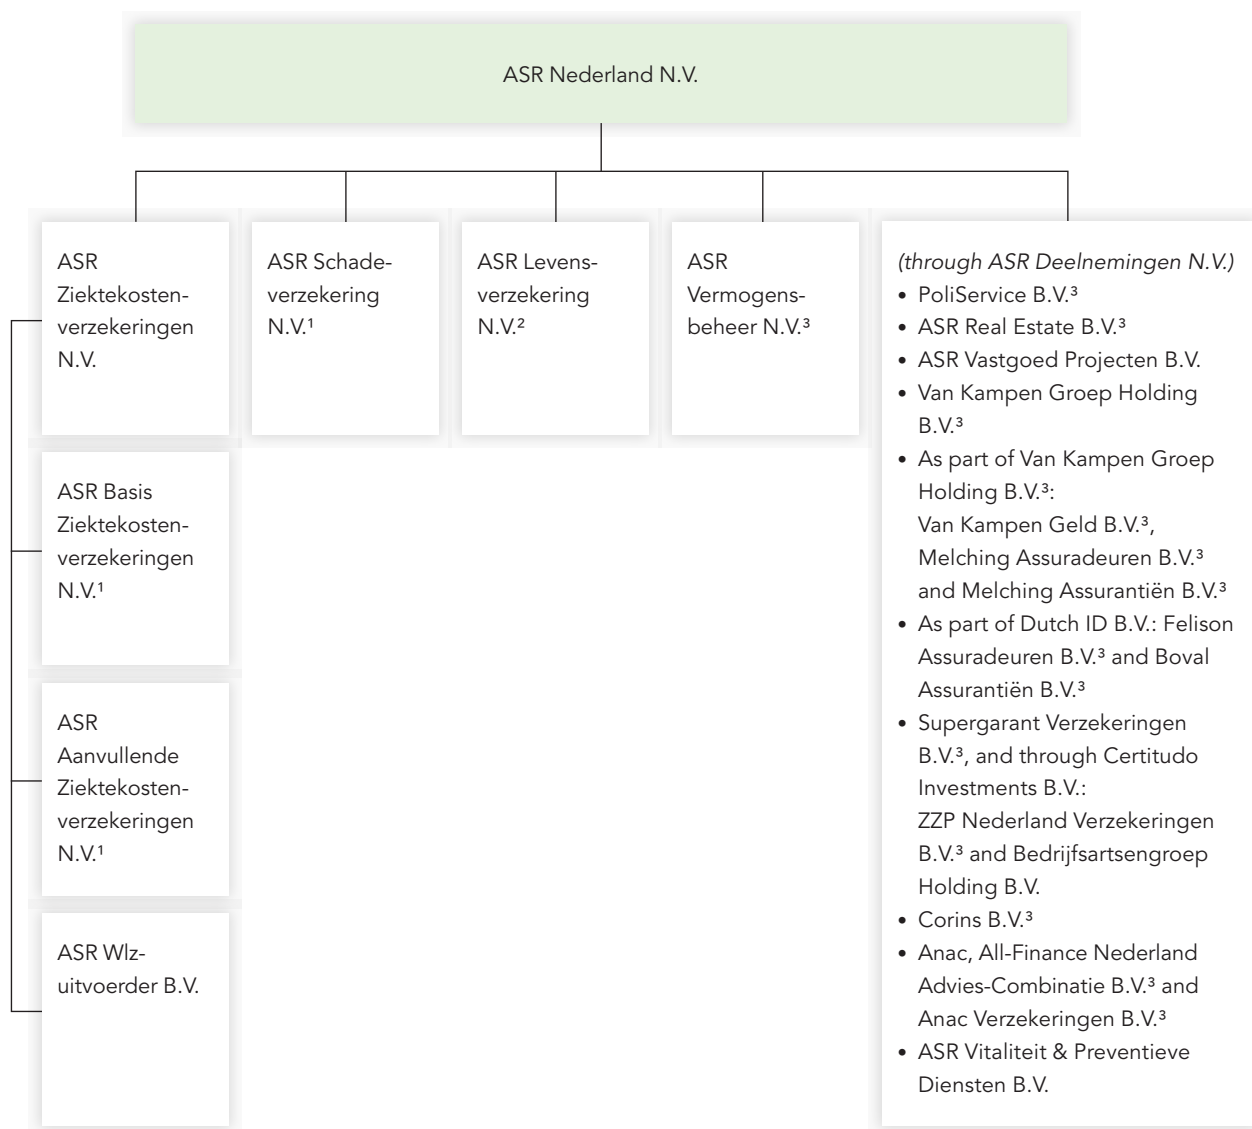 ASR Nederland N.V.
ASR
Ziektekosten-
verzekeringen
N.V.
ASR Schade-
verzekering
N.V.¹
ASR Levens-
verzekering
N.V.²
ASR
Vermogens-
beheer N.V.³
(through ASR Deelnemingen N.V.)
• PoliService B.V.³
• ASR Real Estate B.V.³
• ASR Vastgoed Projecten B.V.
• Van Kampen Groep Holding
B.V.³
• As part of Van Kampen Groep
Holding B.V.³:
Van Kampen Geld B.V.³,
Melching Assuradeuren B.V.³
and Melching Assurantiën B.V.³
• As part of Dutch ID B.V.: Felison
Assuradeuren B.V.³ and Boval
Assurantiën B.V.³
• Supergarant Verzekeringen
B.V.³, and through Certitudo
Investments B.V.:
ZZP Nederland Verzekeringen
B.V.³ and Bedrijfsartsengroep
Holding B.V.
• Corins B.V.³
• Anac, All-Finance Nederland
Advies-Combinatie B.V.³ and
Anac Verzekeringen B.V.³
• ASR Vitaliteit & Preventieve
Diensten B.V.
ASR Basis
Ziektekosten-
verzekeringen
N.V.¹
ASR
Aanvullende
Ziektekosten-
verzekeringen
N.V.¹
ASR Wlz-
uitvoerder B.V.